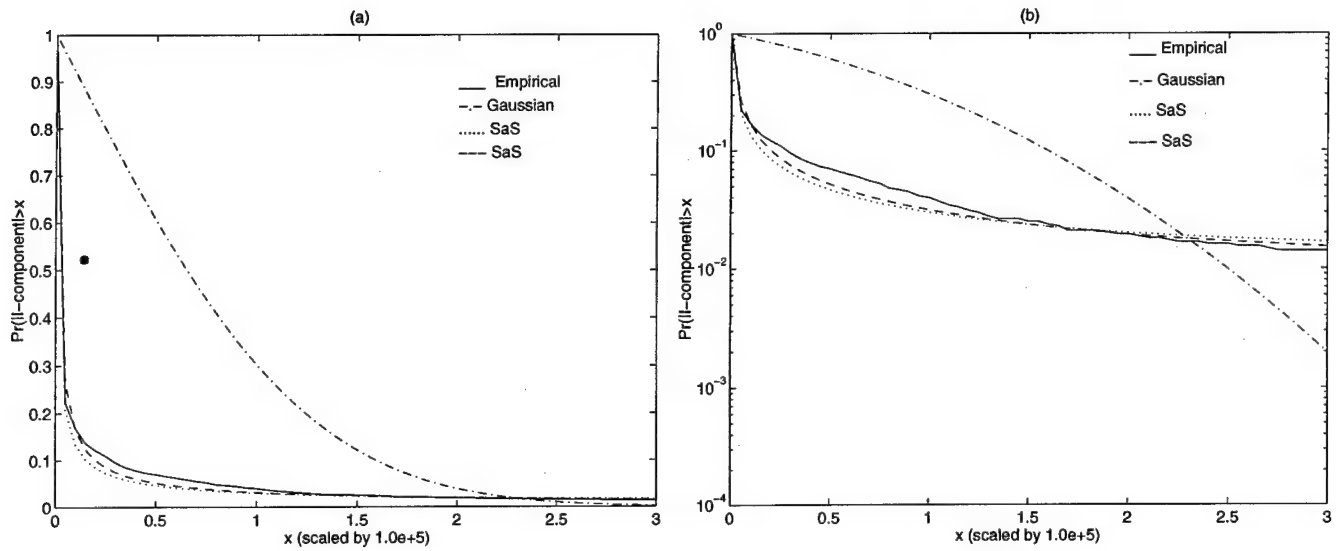 (a)
1
0.9
0.8
0.7
0.6
0.5
0.4
0.3
0.2
0.1
0
Pr(|I−component|>x
Empirical
Gaussian
SaS
SaS
0 0.5 1 1.5 2 2.5 3
x (scaled by 1.0e+5)
(b)
10^0
10^-1
10^-2
10^-3
10^-4
Pr(|I−component|>x
Empirical
Gaussian
SaS
SaS
0 0.5 1 1.5 2 2.5 3
x (scaled by 1.0e+5)